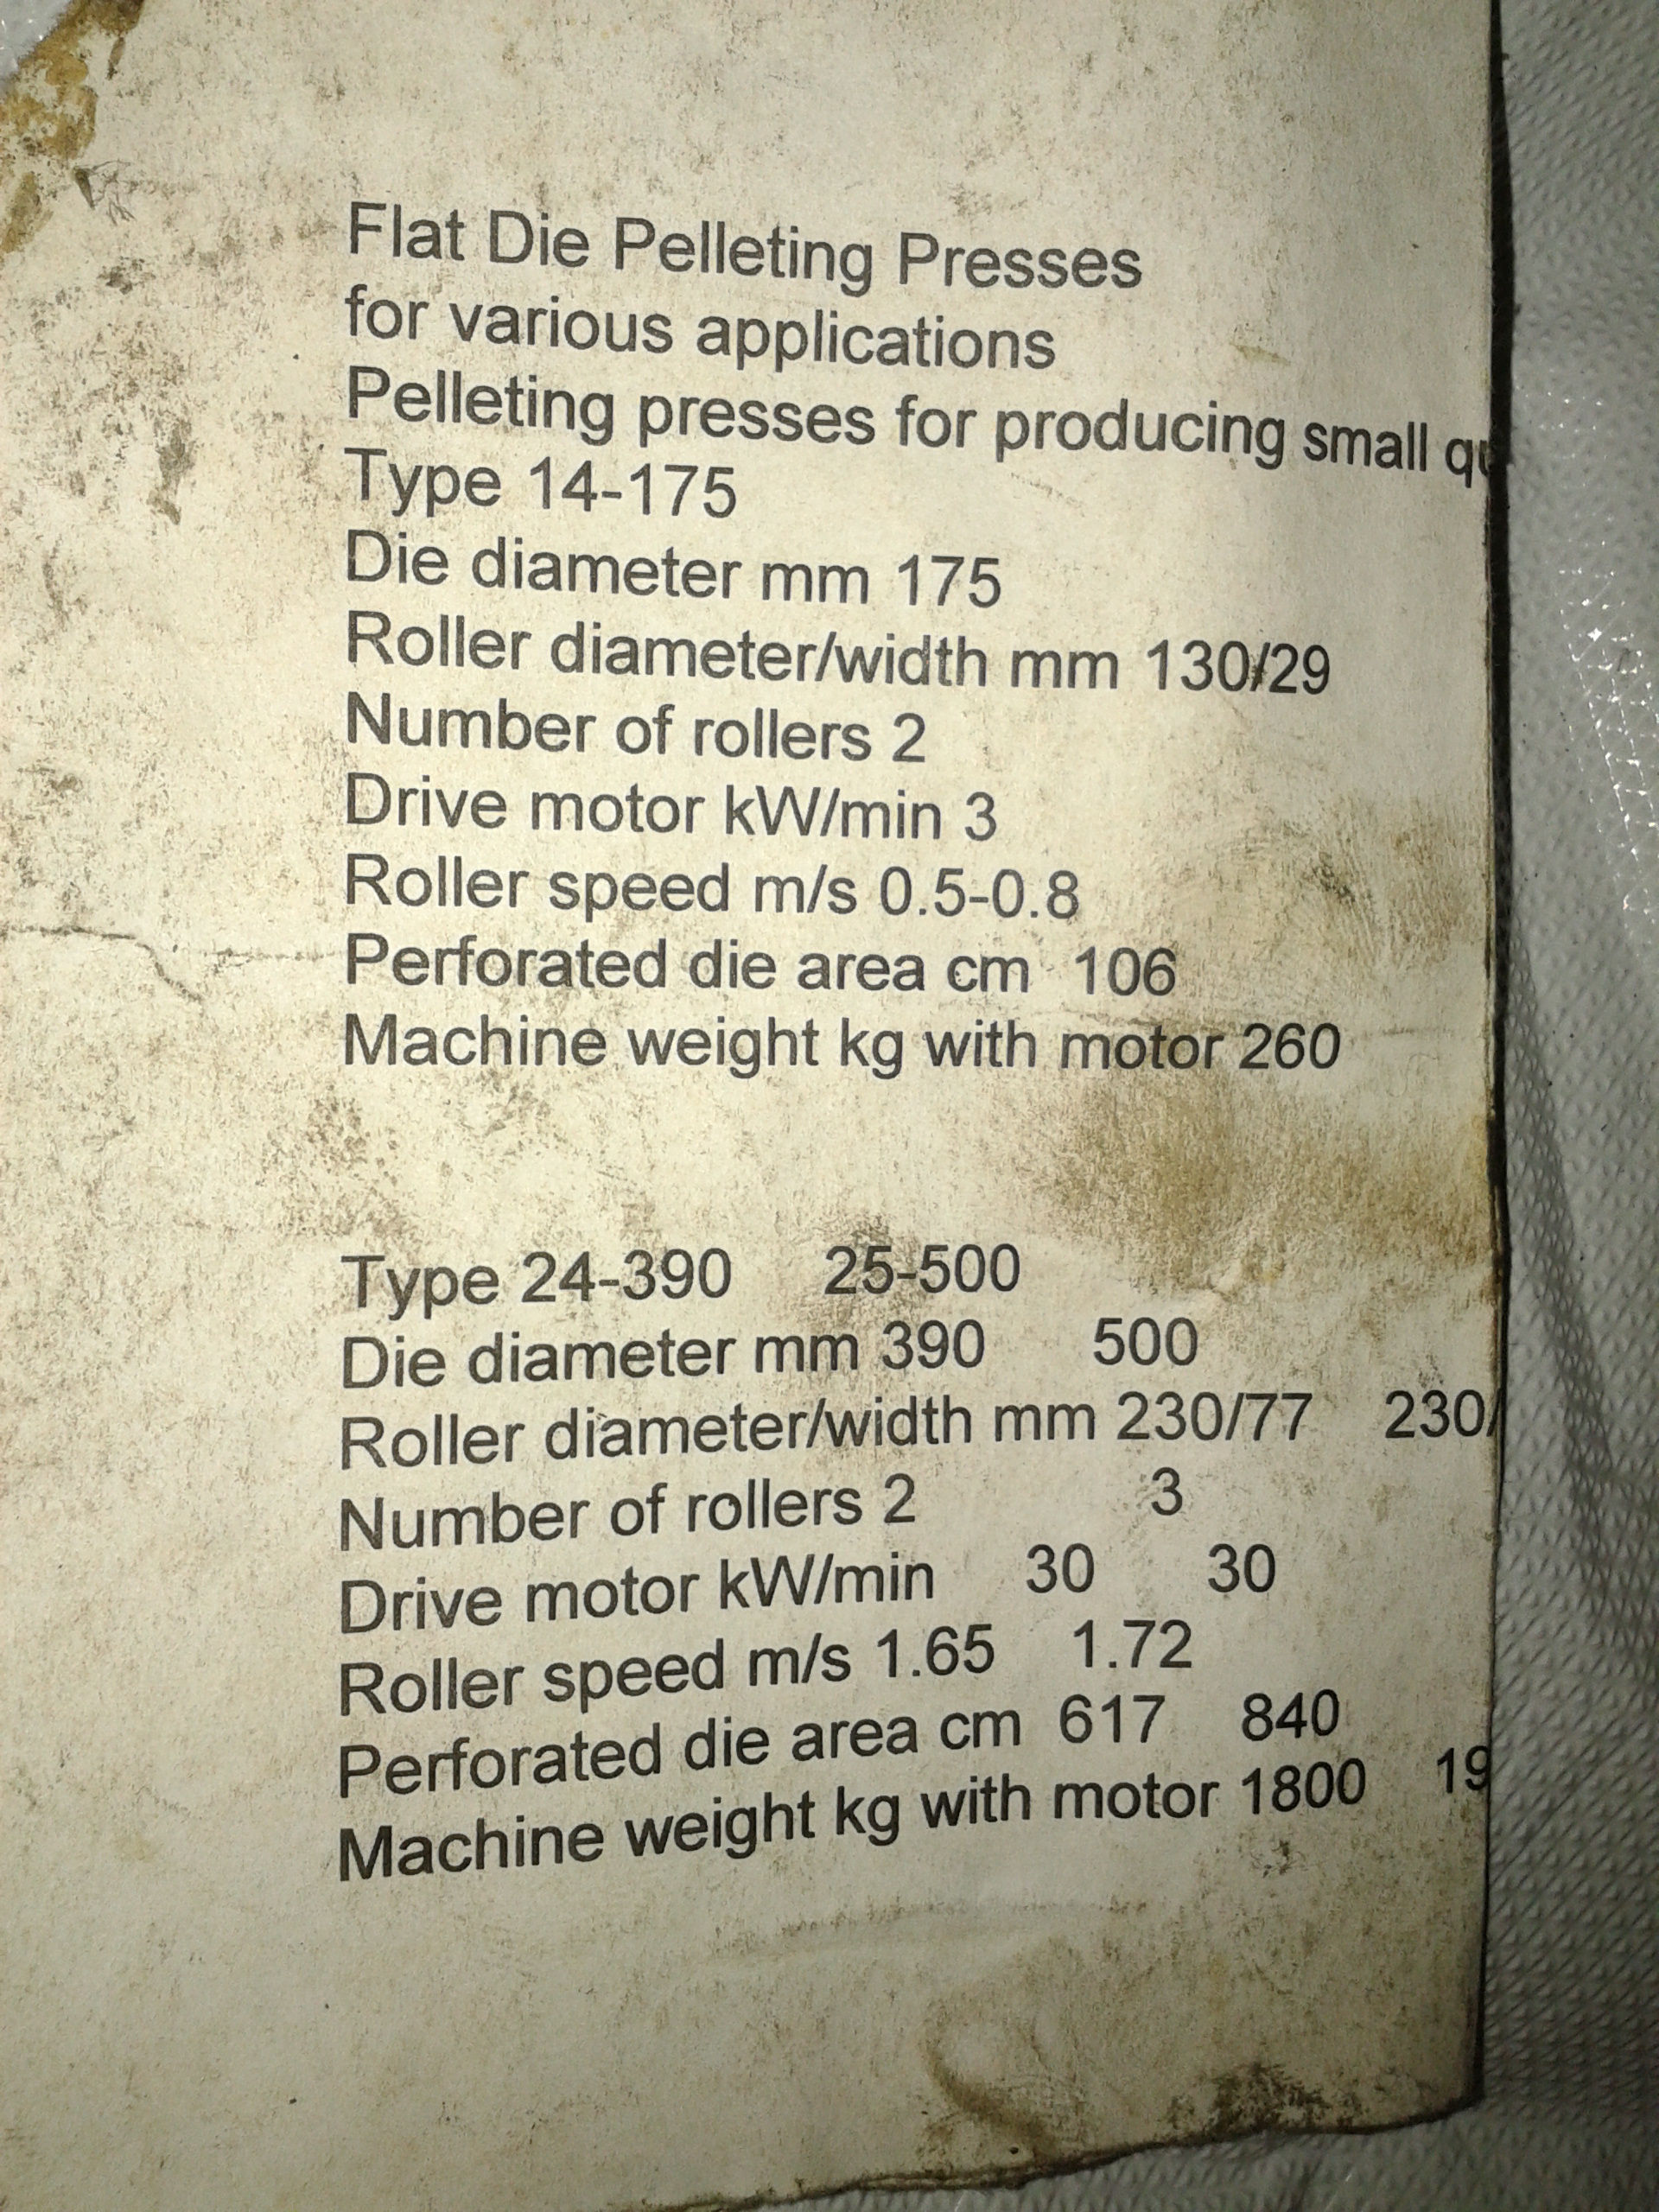 Flat Die Pelleting Presses
for various applications
Pelleting presses for producing small
Type 14-175
Die diameter mm 175
Roller diameter/width mm 130/29
Number of rollers 2
Drive motor kW/min 3
Roller speed m/s 0.5-0.8
Perforated die area cm 106
Machine weight kg with motor 260
Type 24-390 25-500
Die diameter mm 390 500
Roller diameter/width mm 230/77 230/
Number of rollers 2 3
Drive motor kW/min 30 30
Roller speed m/s 1.65 1.72
Perforated die area cm 617 840
Machine weight kg with motor 1800 19